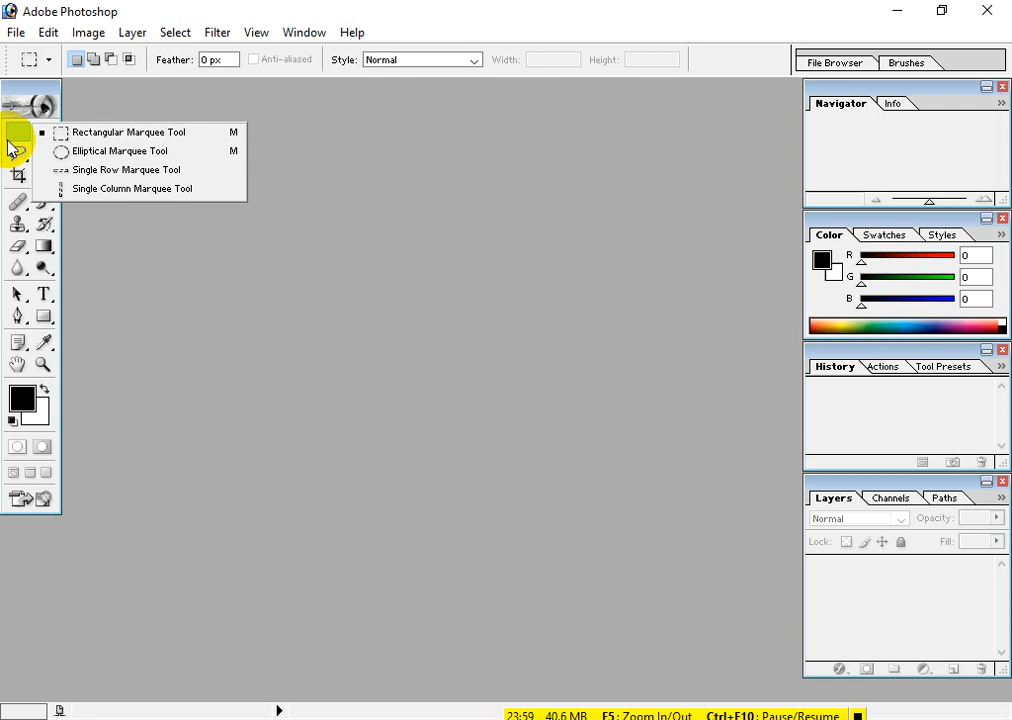 Adobe Photoshop
File Edit Image Layer Select Filter View Window Help
Feather: 0 px Anti-aliased Style: Normal Width: Height:
File Browser Brushes
Navigator Info
Rectangular Marquee Tool M
Elliptical Marquee Tool M
Single Row Marquee Tool
Single Column Marquee Tool
Color Swatches Styles
R 0
G 0
B 0
History Actions Tool Presets
Layers Channels Paths
Normal Opacity:
Lock: Fill:
23:59 40.6 MB F5: Zoom In/Out Ctrl+F10: Pause/Resume